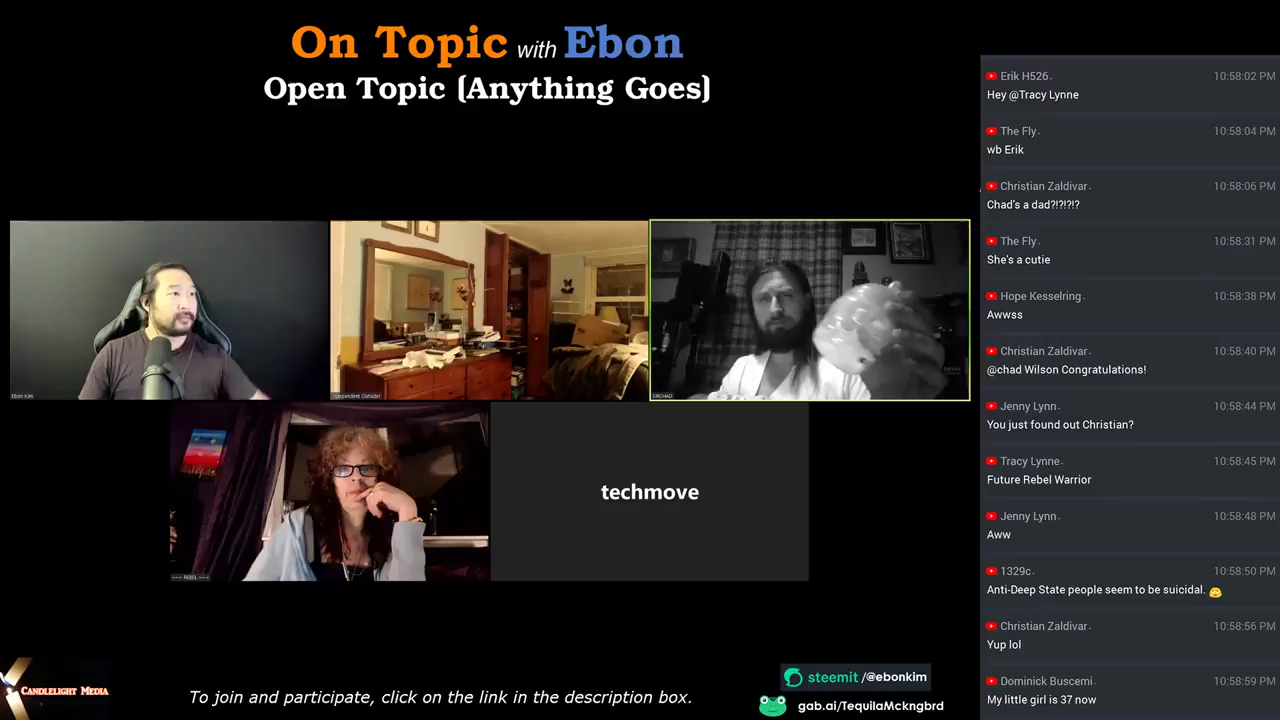 On Topic with Ebon
Open Topic (Anything Goes)
Ebon Kim
Independent Outsider
SIRCHAD
~~~ REBEL ~~~
techmove
Erik H526.
10:58:02 PM
Hey @Tracy Lynne
The Fly.
10:58:04 PM
wb Erik
Christian Zaldivar.
10:58:06 PM
Chad's a dad?!?!?!?
The Fly.
10:58:31 PM
She's a cutie
Hope Kesselring.
10:58:38 PM
Awwss
Christian Zaldivar.
10:58:40 PM
@chad Wilson Congratulations!
Jenny Lynn.
10:58:44 PM
You just found out Christian?
Tracy Lynne.
10:58:45 PM
Future Rebel Warrior
Jenny Lynn.
10:58:48 PM
Aww
1329c.
10:58:50 PM
Anti-Deep State people seem to be suicidal.
Christian Zaldivar.
10:58:56 PM
Yup lol
Dominick Buscemi.
10:58:59 PM
My little girl is 37 now
CANDLELIGHT MEDIA
To join and participate, click on the link in the description box.
steemit /@ebonkim
gab.ai/TequilaMckngbrd